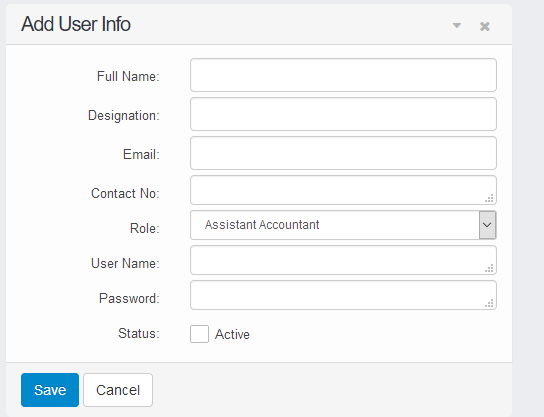 Add User Info
Full Name:
Designation:
Email:
Contact No:
Role: Assistant Accountant
User Name:
Password:
Status: Active
Save Cancel